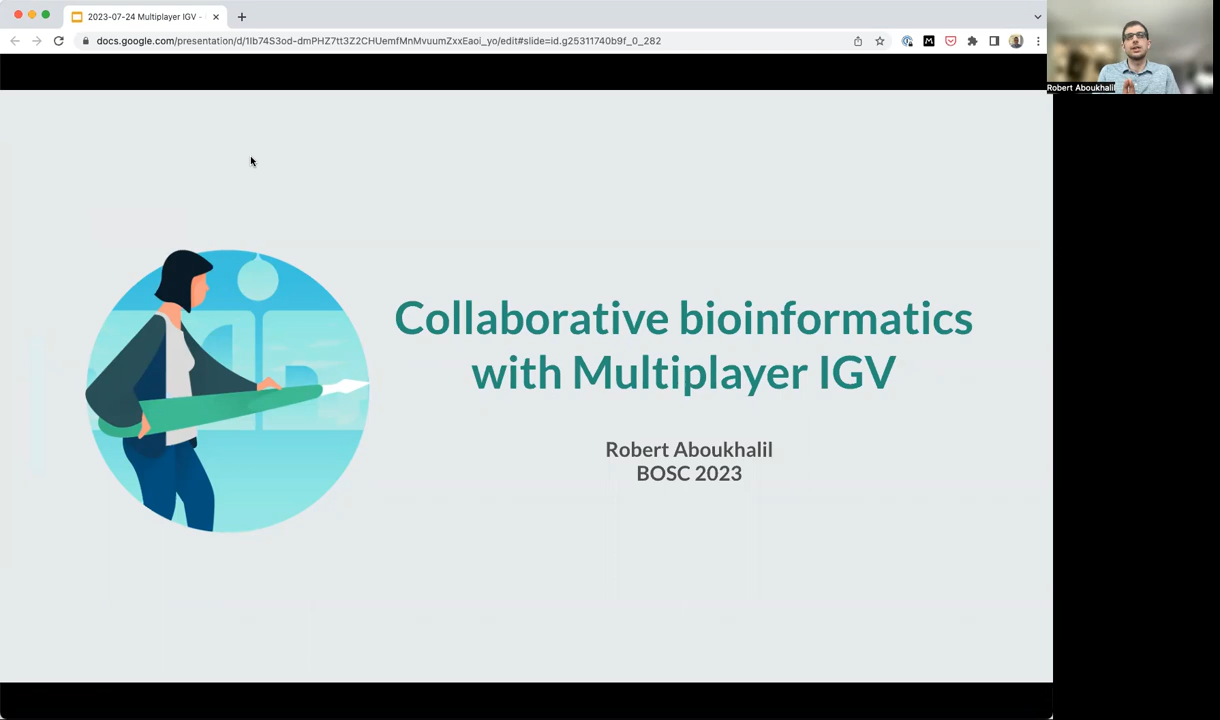 2023-07-24 Multiplayer IGV -
docs.google.com/presentation/d/1Ib74S3od-dmPHZ7tt3Z2CHUemfMnMvuumZxxEaoi_yo/edit#slide=id.g25311740b9f_0_282
Robert Aboukhalil
Collaborative bioinformatics
with Multiplayer IGV
Robert Aboukhalil
BOSC 2023